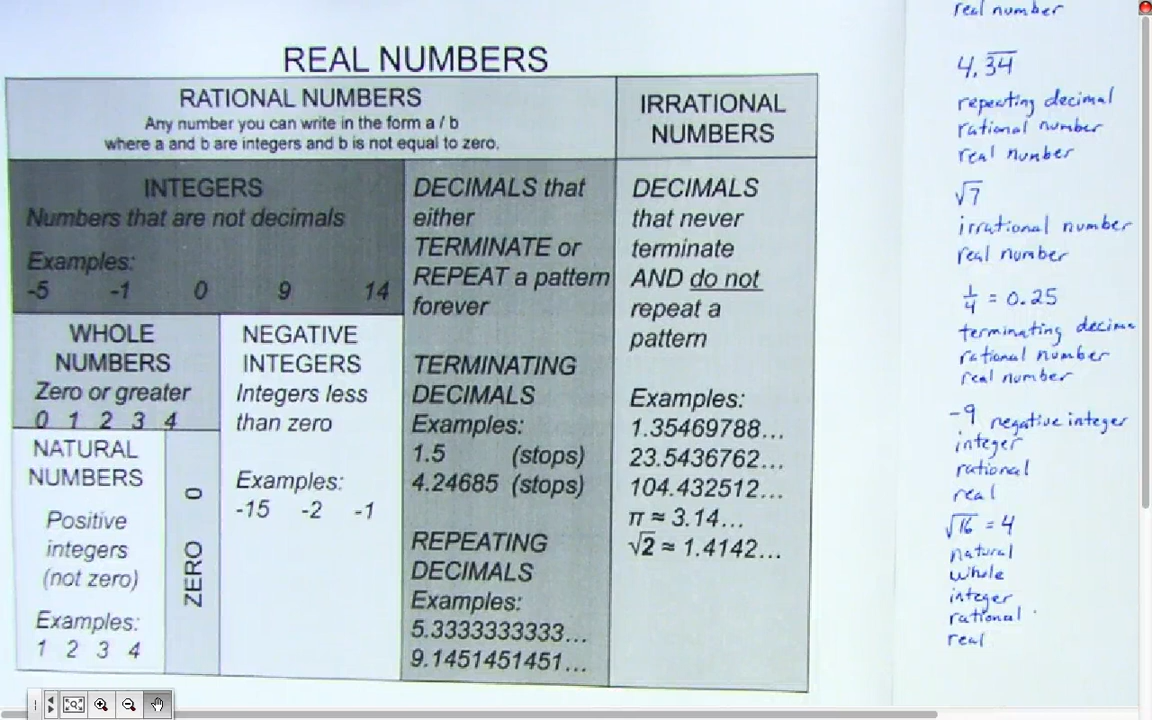 REAL NUMBERS
RATIONAL NUMBERS
Any number you can write in the form a / b
where a and b are integers and b is not equal to zero.
IRRATIONAL
NUMBERS
INTEGERS
Numbers that are not decimals
Examples:
-5 -1 0 9 14
WHOLE
NUMBERS
Zero or greater
0 1 2 3 4
NATURAL
NUMBERS
Positive
integers
(not zero)
Examples:
1 2 3 4
ZERO 0
NEGATIVE
INTEGERS
Integers less
than zero
Examples:
-15 -2 -1
DECIMALS that
either
TERMINATE or
REPEAT a pattern
forever
TERMINATING
DECIMALS
Examples:
1.5 (stops)
4.24685 (stops)
REPEATING
DECIMALS
Examples:
5.3333333333...
9.1451451451...
DECIMALS
that never
terminate
AND do not
repeat a
pattern
Examples:
1.35469788...
23.5436762...
104.432512...
π ≈ 3.14...
√2 ≈ 1.4142...
real number
4.3̅4̅
repeating decimal
rational number
real number
√7
irrational number
real number
1/4 = 0.25
terminating decima
rational number
real number
-9 negative integer
integer
rational
real
√16 = 4
natural
whole
integer
rational
real